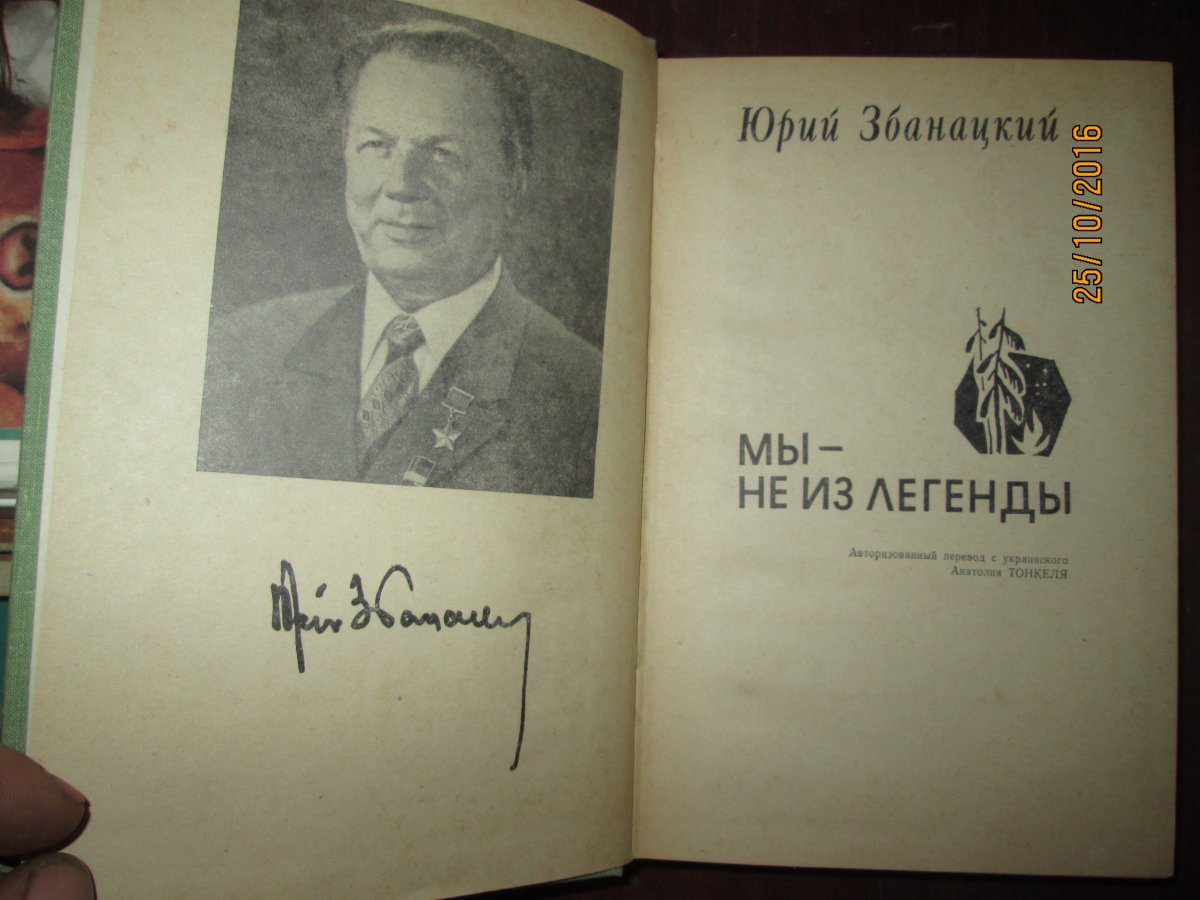 Юрий Збанацкий
25/10/2016
МЫ –
НЕ ИЗ ЛЕГЕНДЫ
Авторизованный перевод с украинского
Анатолия ТОНКЕЛЯ